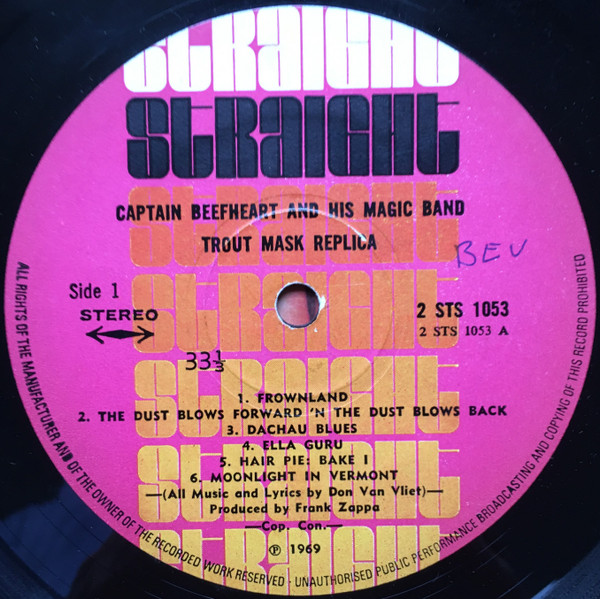 STRAIGHT
STRAIGHT
STRAIGHT
CAPTAIN BEEFHEART AND HIS MAGIC BAND
TROUT MASK REPLICA
BEV
STRAIGHT
Side 1
STEREO
2 STS 1053
2 STS 1053 A
33⅓
STRAIGHT
1. FROWNLAND
2. THE DUST BLOWS FORWARD 'N THE DUST BLOWS BACK
3. DACHAU BLUES
4. ELLA GURU
5. HAIR PIE: BAKE I
6. MOONLIGHT IN VERMONT
—(All Music and Lyrics by Don Van Vliet)—
Produced by Frank Zappa
—Cop. Con.—
℗ 1969
STRAIGHT
STRAIGHT
ALL RIGHTS OF THE MANUFACTURER AND OF THE OWNER OF THE RECORDED WORK RESERVED · UNAUTHORISED PUBLIC PERFORMANCE BROADCASTING AND COPYING OF THIS RECORD PROHIBITED